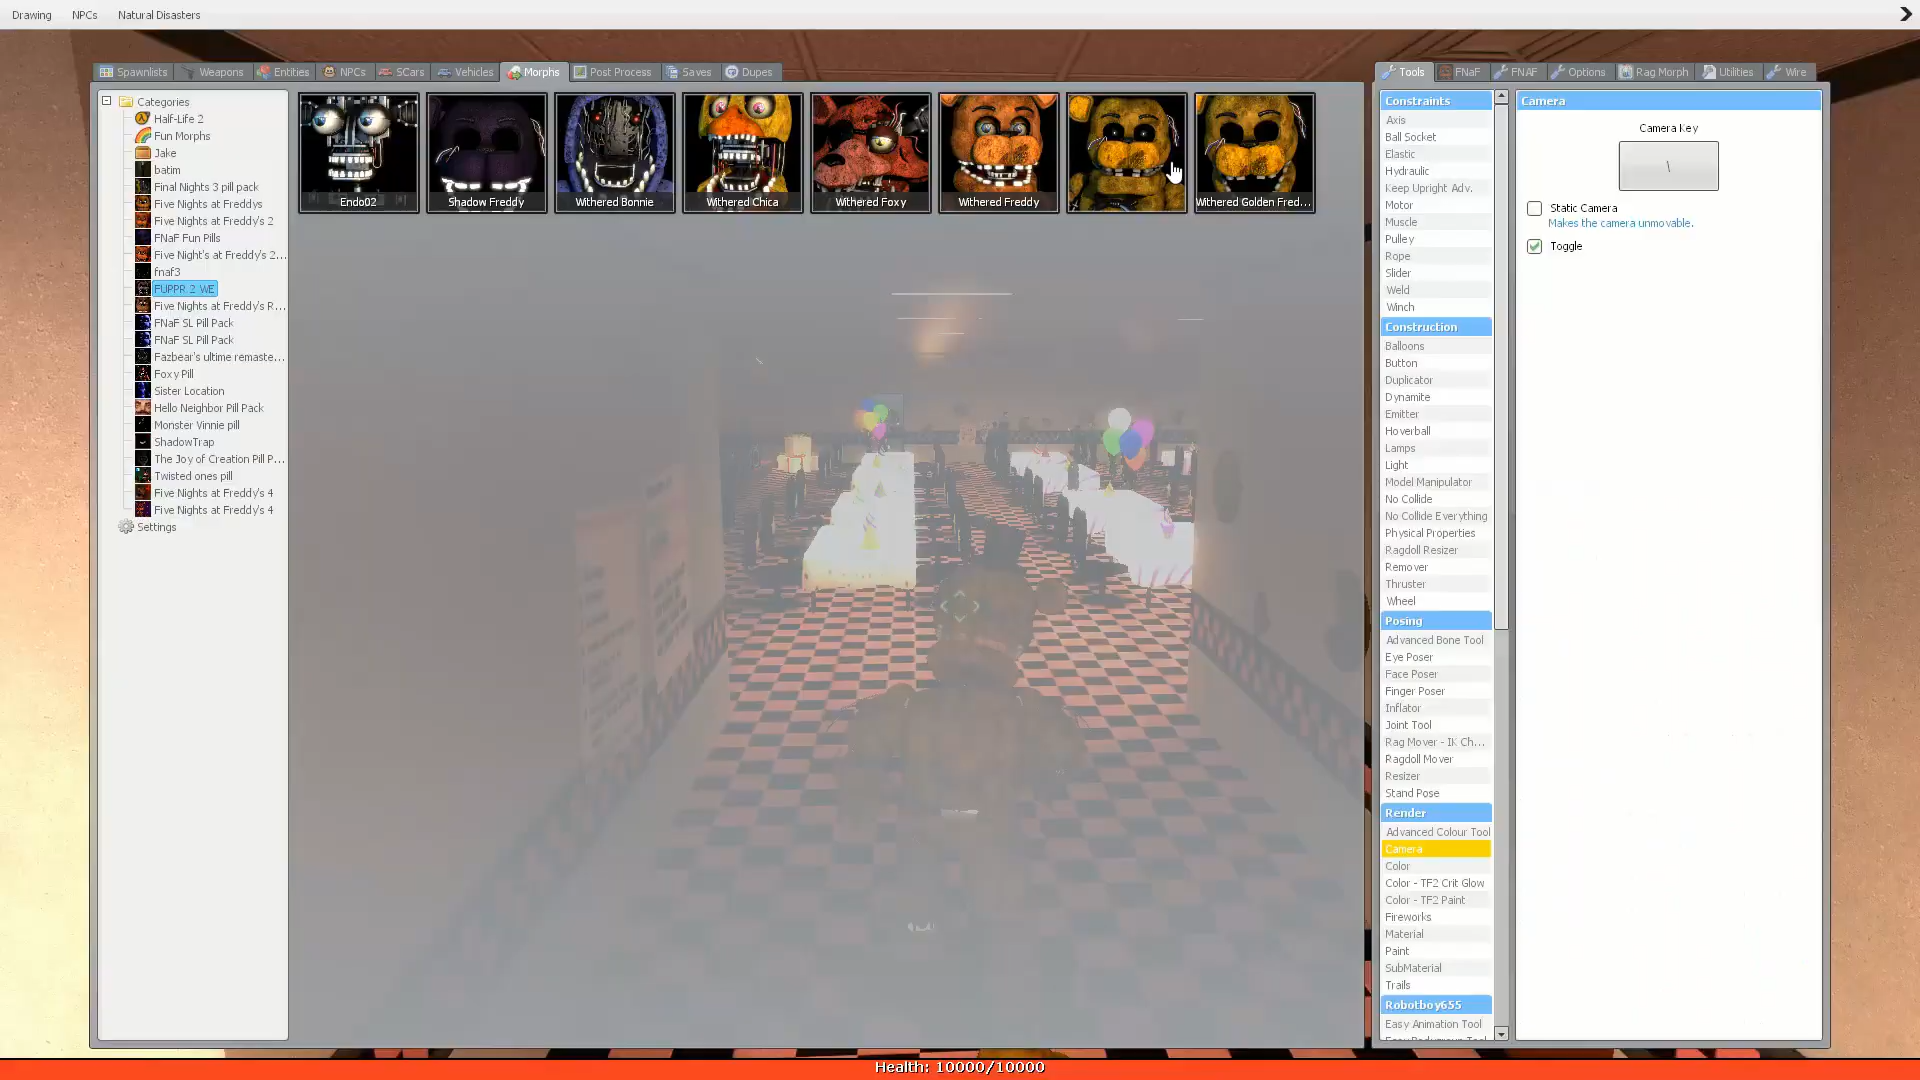 Drawing NPCs Natural Disasters
Spawnlists Weapons Entities NPCs SCars Vehicles Morphs Post Process Saves Dupes
Categories
Half-Life 2
Fun Morphs
Jake
batim
Final Nights 3 pill pack
Five Nights at Freddys
Five Nights at Freddy's 2
FNaF Fun Pills
Five Night's at Freddy's 2...
fnaf3
FUPPR 2 WE
Five Nights at Freddy's R...
FNaF SL Pill Pack
FNaF SL Pill Pack
Fazbear's ultime remaste...
Foxy Pill
Sister Location
Hello Neighbor Pill Pack
Monster Vinnie pill
ShadowTrap
The Joy of Creation Pill P...
Twisted ones pill
Five Nights at Freddy's 4
Five Nights at Freddy's 4
Settings
Endo02
Shadow Freddy
Withered Bonnie
Withered Chica
Withered Foxy
Withered Freddy
Withered Golden Fred...
Tools FNaF FNAF Options Rag Morph Utilities Wire
Constraints
Axis
Ball Socket
Elastic
Hydraulic
Keep Upright Adv.
Motor
Muscle
Pulley
Rope
Slider
Weld
Winch
Construction
Balloons
Button
Duplicator
Dynamite
Emitter
Hoverball
Lamps
Light
Model Manipulator
No Collide
No Collide Everything
Physical Properties
Ragdoll Resizer
Remover
Thruster
Wheel
Posing
Advanced Bone Tool
Eye Poser
Face Poser
Finger Poser
Inflator
Joint Tool
Rag Mover - IK Ch...
Ragdoll Mover
Resizer
Stand Pose
Render
Advanced Colour Tool
Camera
Color
Color - TF2 Crit Glow
Color - TF2 Paint
Fireworks
Material
Paint
SubMaterial
Trails
Robotboy655
Easy Animation Tool
Camera
Camera Key
\
Static Camera
Makes the camera unmovable.
Toggle
Health: 10000/10000